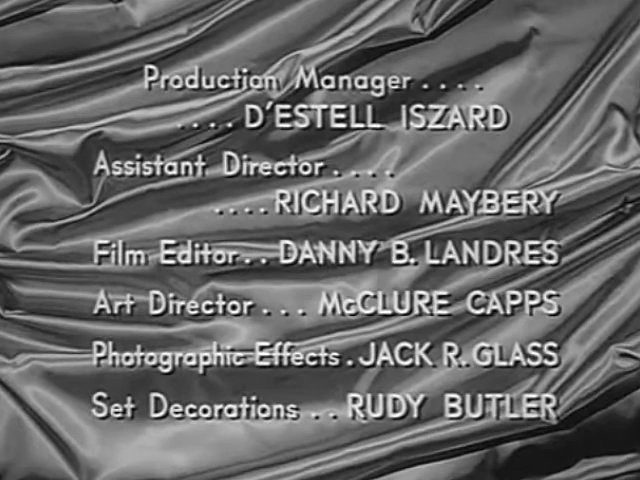 Production Manager . . . .
. . . . D'ESTELL ISZARD
Assistant Director . . . .
. . . . RICHARD MAYBERY
Film Editor . . DANNY B. LANDRES
Art Director . . . McCLURE CAPPS
Photographic Effects . JACK R. GLASS
Set Decorations . . RUDY BUTLER